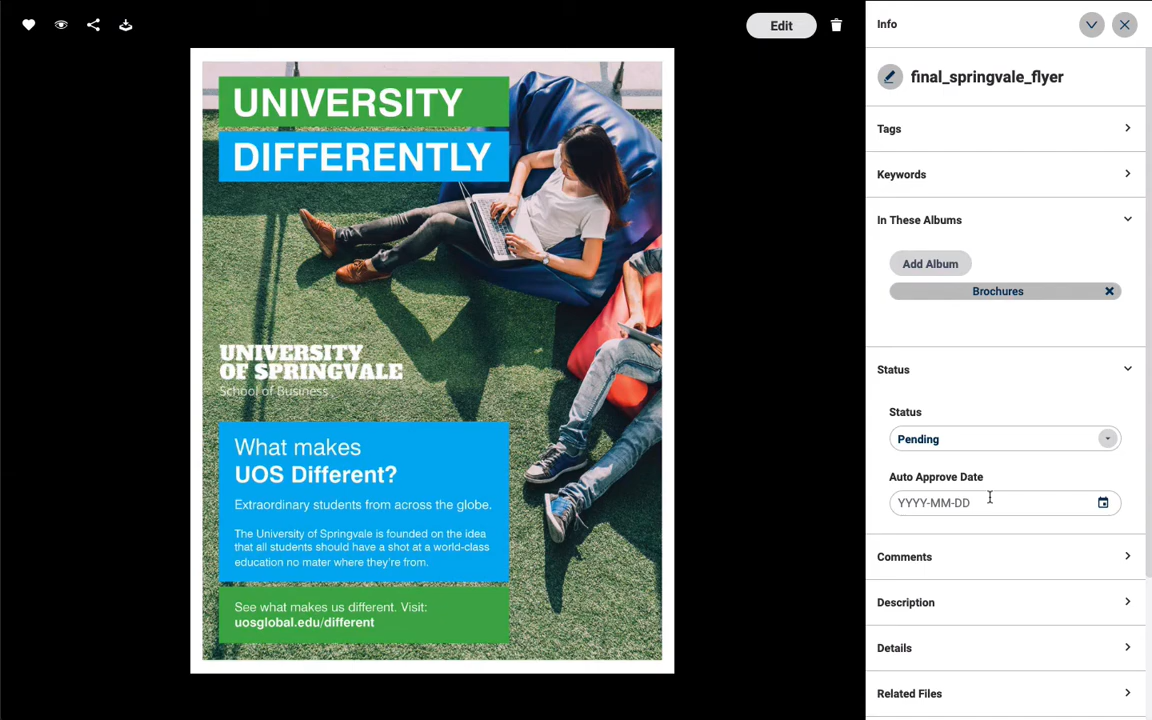 Edit
Info
final_springvale_flyer
Tags
Keywords
In These Albums
Add Album
Brochures
Status
Status
Pending
Auto Approve Date
YYYY-MM-DD
Comments
Description
Details
Related Files
UNIVERSITY
DIFFERENTLY
UNIVERSITY
OF SPRINGVALE
School of Business
What makes
UOS Different?
Extraordinary students from across the globe.
The University of Springvale is founded on the idea
that all students should have a shot at a world-class
education no mater where they're from.
See what makes us different. Visit:
uosglobal.edu/different